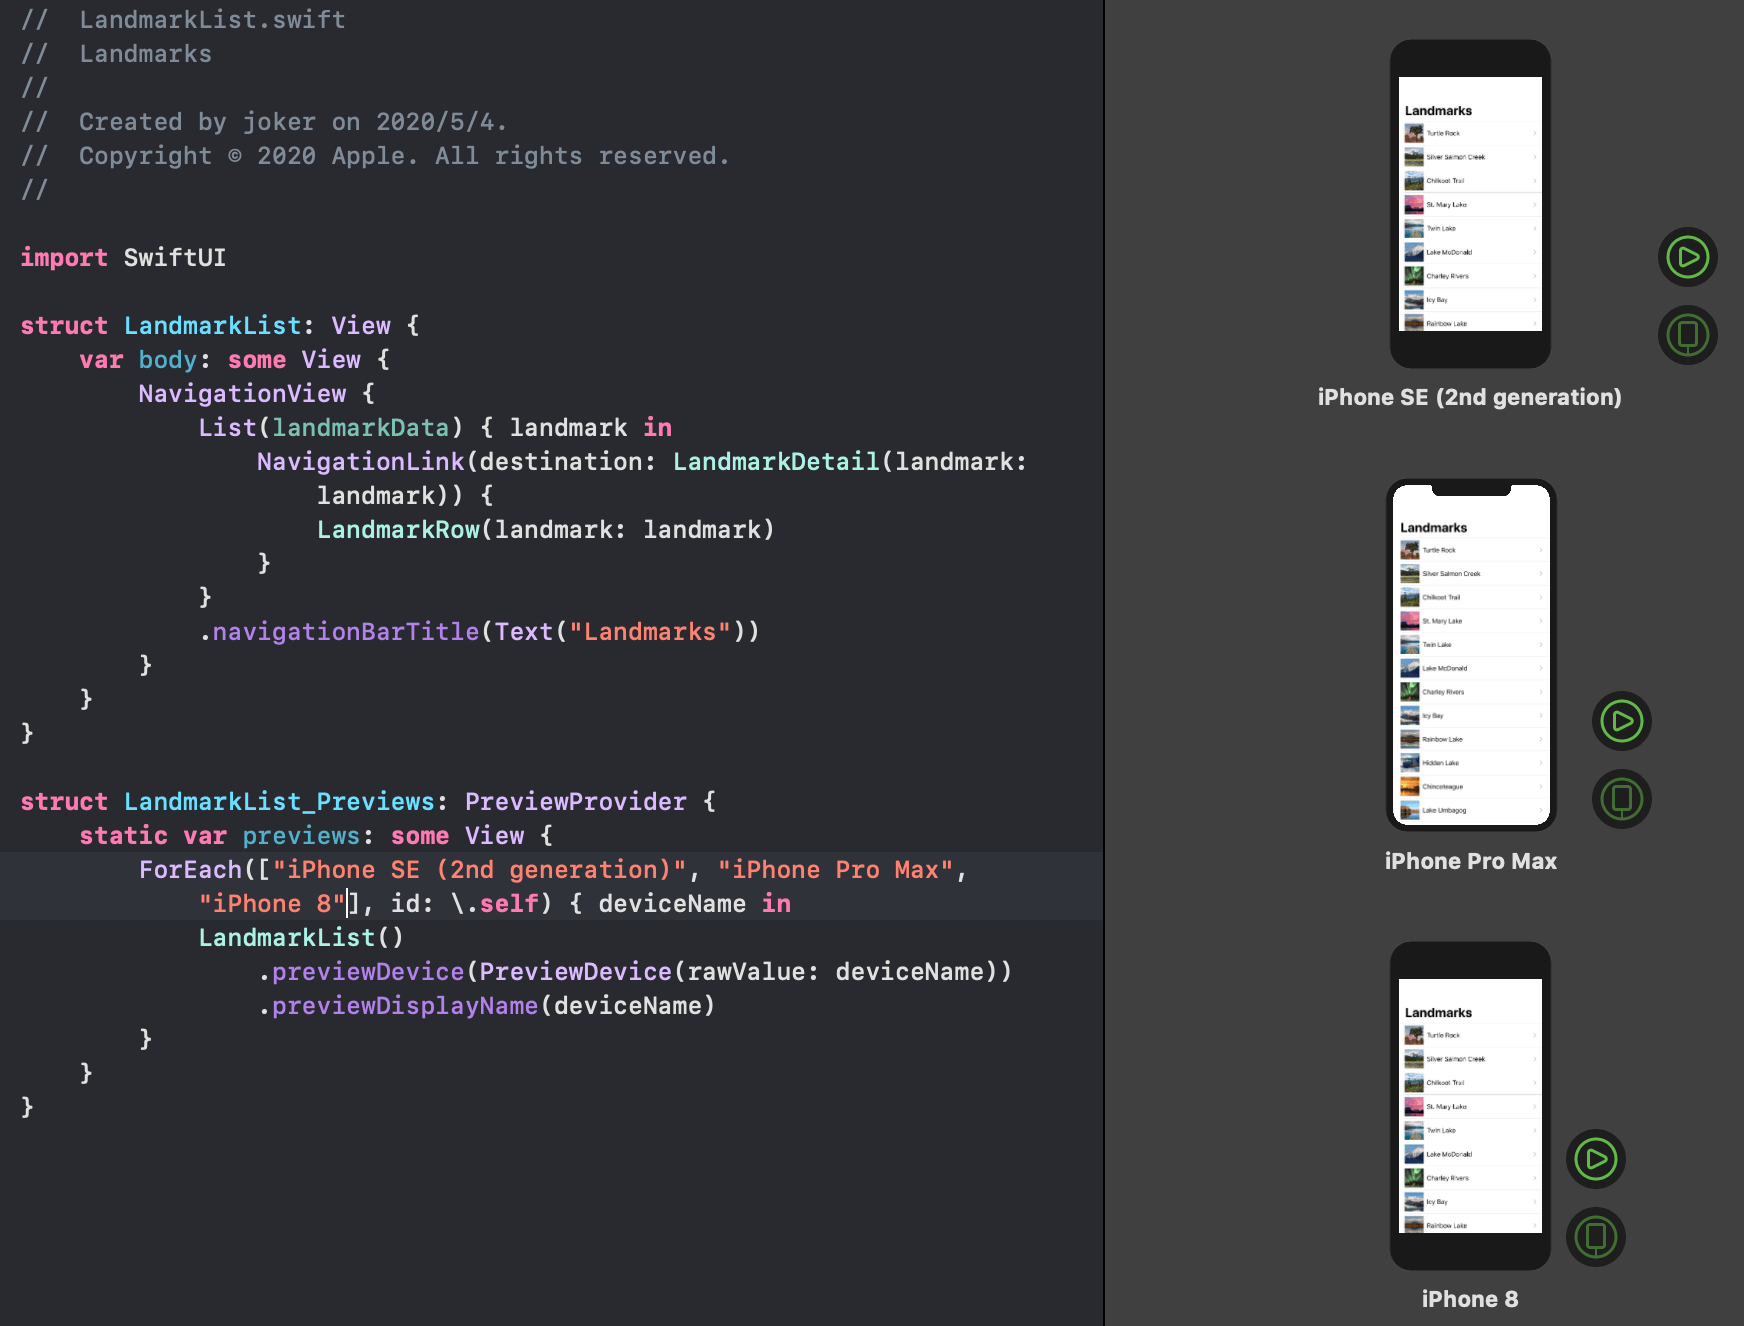 //  LandmarkList.swift
//  Landmarks
//
//  Created by joker on 2020/5/4.
//  Copyright © 2020 Apple. All rights reserved.
//
import SwiftUI
struct LandmarkList: View {
    var body: some View {
        NavigationView {
            List(landmarkData) { landmark in
                NavigationLink(destination: LandmarkDetail(landmark:
                    landmark)) {
                    LandmarkRow(landmark: landmark)
                }
            }
            .navigationBarTitle(Text("Landmarks"))
        }
    }
}
struct LandmarkList_Previews: PreviewProvider {
    static var previews: some View {
        ForEach(["iPhone SE (2nd generation)", "iPhone Pro Max",
            "iPhone 8"], id: \.self) { deviceName in
            LandmarkList()
                .previewDevice(PreviewDevice(rawValue: deviceName))
                .previewDisplayName(deviceName)
        }
    }
}
Landmarks
Turtle Rock
Silver Salmon Creek
Chilkoot Trail
St. Mary Lake
Twin Lake
Lake McDonald
Charley Rivers
Icy Bay
Rainbow Lake
iPhone SE (2nd generation)
Landmarks
Turtle Rock
Silver Salmon Creek
Chilkoot Trail
St. Mary Lake
Twin Lake
Lake McDonald
Charley Rivers
Icy Bay
Rainbow Lake
Hidden Lake
Chincoteague
Lake Umbagog
iPhone Pro Max
Landmarks
Turtle Rock
Silver Salmon Creek
Chilkoot Trail
St. Mary Lake
Twin Lake
Lake McDonald
Charley Rivers
Icy Bay
Rainbow Lake
iPhone 8